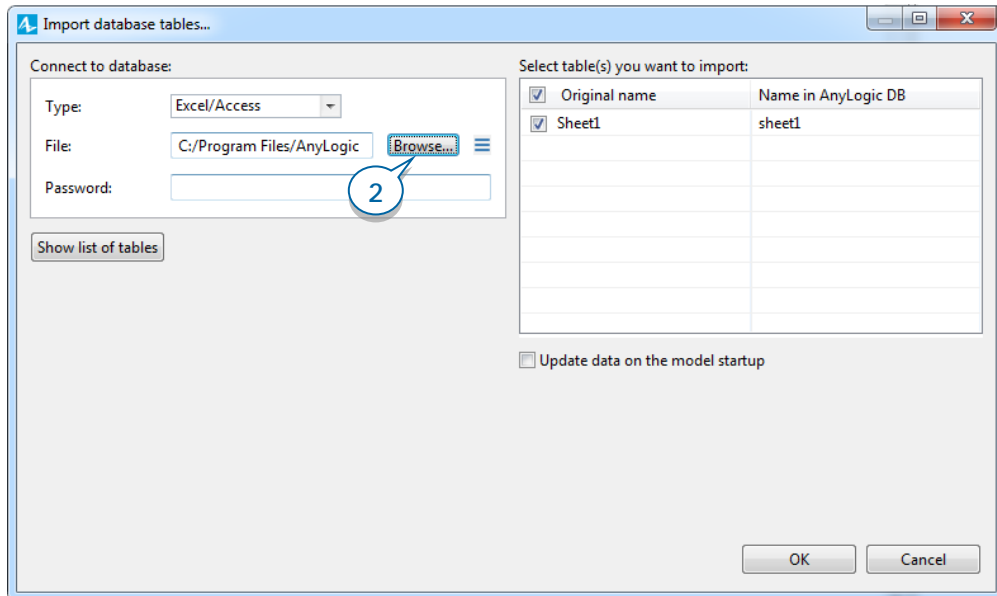 Import database tables...
Connect to database:
Type: Excel/Access
File: C:/Program Files/AnyLogic Browse...
2
Password:
Show list of tables
Select table(s) you want to import:
Original name Name in AnyLogic DB
Sheet1 sheet1
Update data on the model startup
OK Cancel